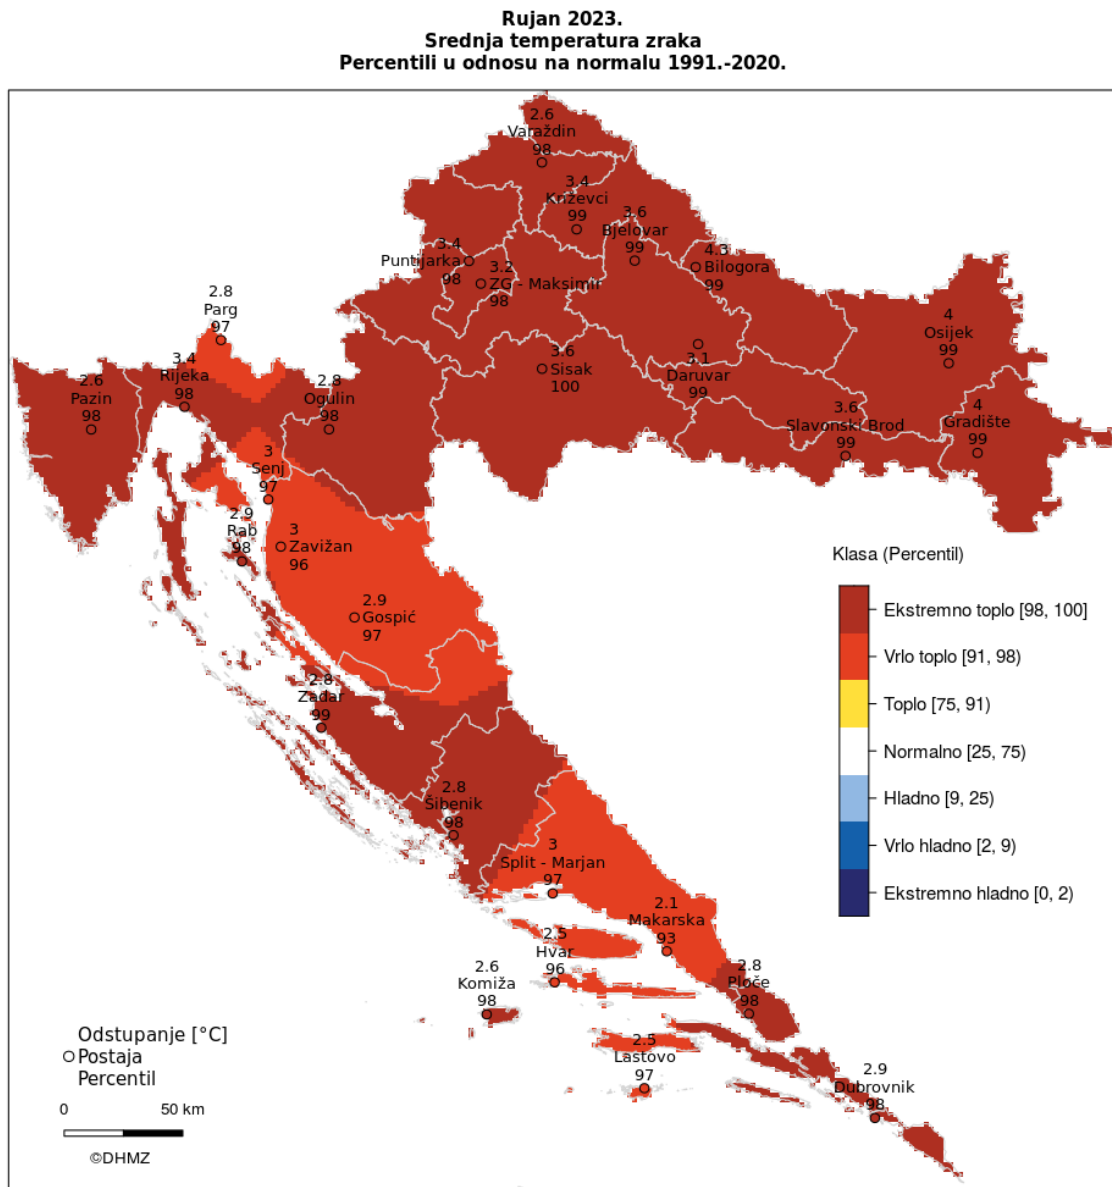 Rujan 2023.
Srednja temperatura zraka
Percentili u odnosu na normalu 1991.-2020.
2.6
Varaždin
98
3.4
Križevci
99
3.6
Bjelovar
99
3.4
Puntijarka
98
3.2
ZG - Maksimir
98
4.3
Bilogora
99
2.8
Parg
97
4
Osijek
99
3.4
Rijeka
98
2.6
Pazin
98
2.8
Ogulin
98
3.6
Sisak
100
3.1
Daruvar
99
3.6
Slavonski Brod
99
4
Gradište
99
3
Senj
97
2.9
Rab
98
3
Zavižan
96
2.9
Gospić
97
2.8
Zadar
99
2.8
Šibenik
98
3
Split - Marjan
97
2.1
Makarska
93
2.5
Hvar
96
2.6
Komiža
98
2.8
Ploče
98
2.5
Lastovo
97
2.9
Dubrovnik
98
Klasa (Percentil)
Ekstremno toplo [98, 100]
Vrlo toplo [91, 98)
Toplo [75, 91)
Normalno [25, 75)
Hladno [9, 25)
Vrlo hladno [2, 9)
Ekstremno hladno [0, 2)
Odstupanje [°C]
Postaja
Percentil
0 50 km
©DHMZ